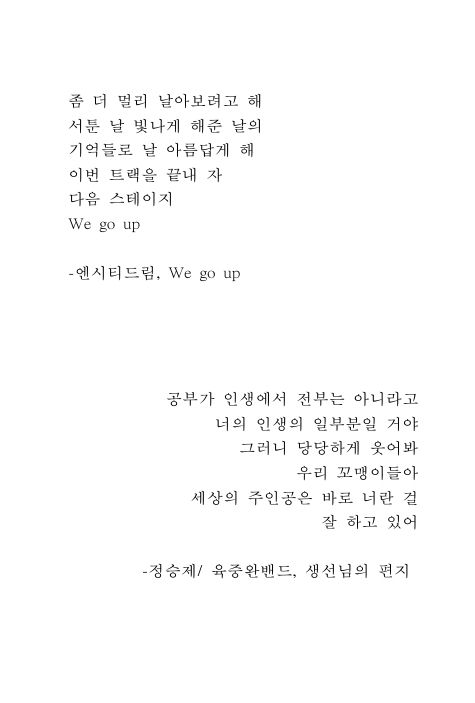 좀 더 멀리 날아보려고 해
서툰 날 빛나게 해준 날의
기억들로 날 아름답게 해
이번 트랙을 끝내 자
다음 스테이지
We go up
-엔시티드림, We go up
공부가 인생에서 전부는 아니라고
너의 인생의 일부분일 거야
그러니 당당하게 웃어봐
우리 꼬맹이들아
세상의 주인공은 바로 너란 걸
잘 하고 있어
-정승제/ 육중완밴드, 생선님의 편지